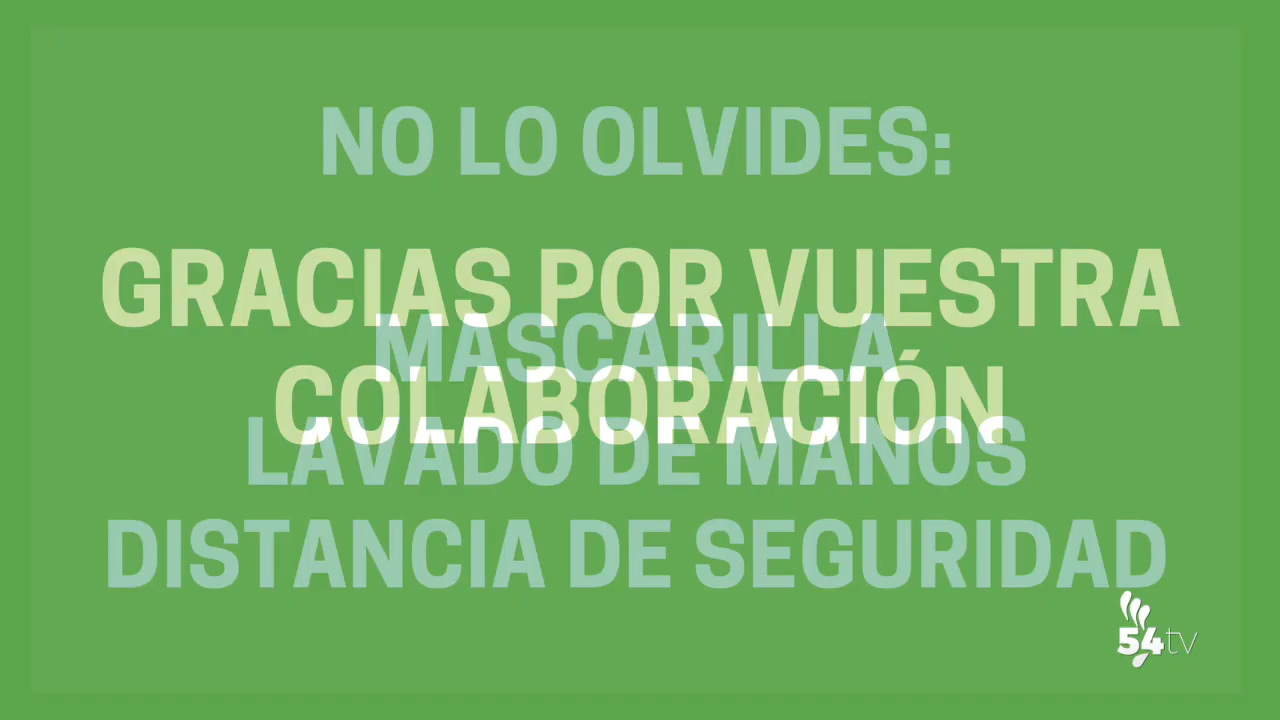 NO LO OLVIDES:
GRACIAS POR VUESTRA
MASCARILLA
COLABORACIÓN
LAVADO DE MANOS
DISTANCIA DE SEGURIDAD
54tv